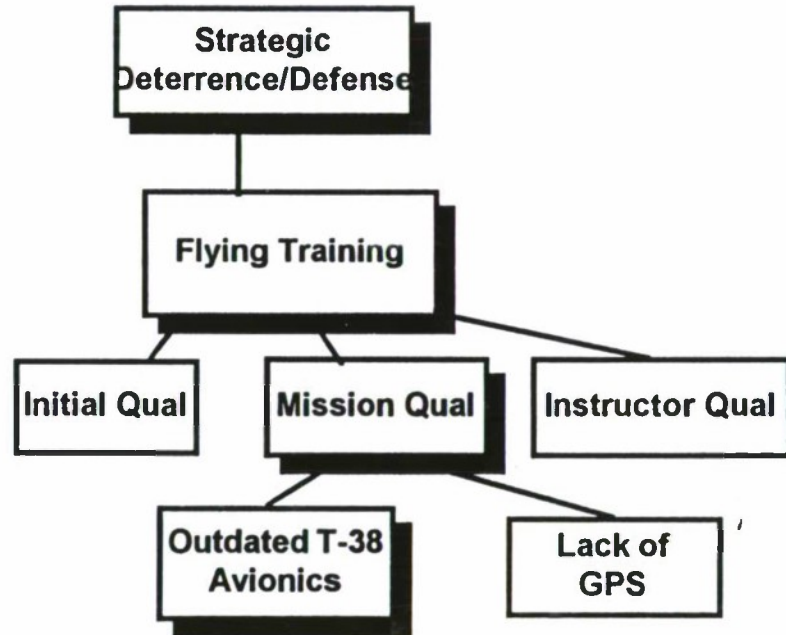 Strategic
Deterrence/Defense
Flying Training
Initial Qual
Mission Qual
Instructor Qual
Outdated T-38
Avionics
Lack of
GPS